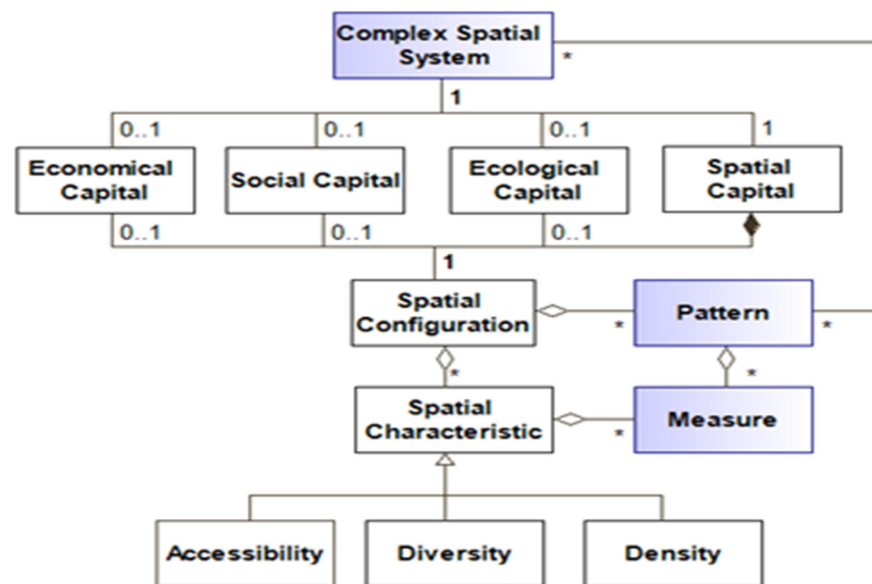 Complex Spatial
System
*
1
0..1
0..1
0..1
1
Economical
Capital
Social Capital
Ecological
Capital
Spatial
Capital
0..1
0..1
0..1
1
Spatial
Configuration
*
Pattern
*
*
*
Spatial
Characteristic
*
Measure
Accessibility
Diversity
Density